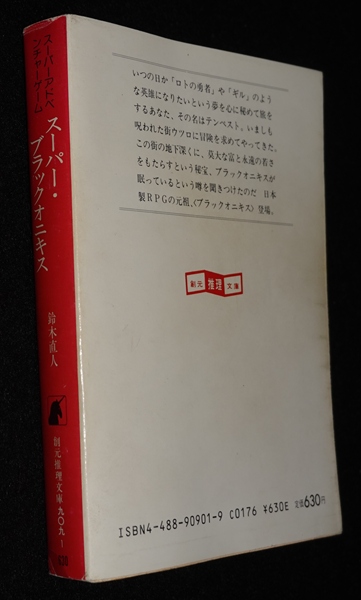 スーパーアドベ
ンチャーゲーム
スーパー・
ブラックオニキス
鈴木直人
創元推理文庫
九〇九-1
630
いつの日か「ロトの勇者」や「ギル」のよう
な英雄になりたいという夢を心に秘めて旅を
するあなた、その名はテンペスト。いましも
呪われた街ウツロに冒険を求めてやってきた。
この街の地下深くに、莫大な富と永遠の若さ
をもたらすという秘宝、ブラックオニキスが
眠っているという噂を聞きつけたのだ 日本
製RPGの元祖、〈ブラックオニキス〉登場。
創元 推理 文庫
ISBN4-488-90901-9 C0176 ¥630E 定価630円